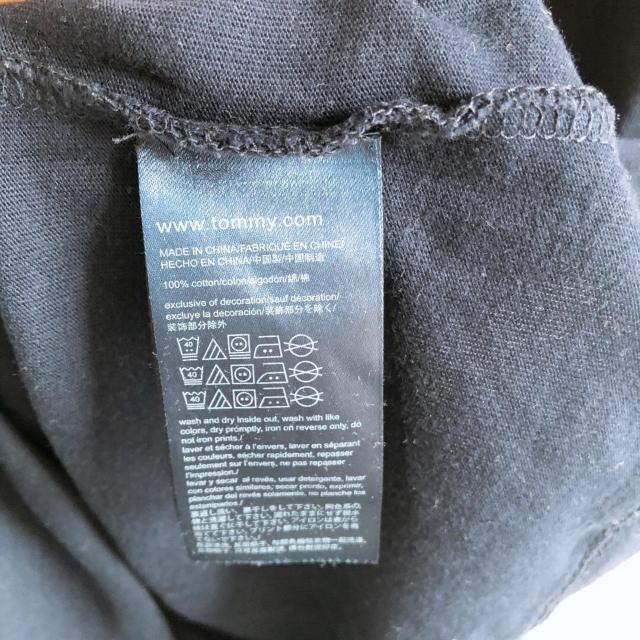 www.tommy.com
MADE IN CHINA/FABRIQUÉ EN CHINE/
HECHO EN CHINA/中国製/中国制造
100% cotton/coton/algodón/綿/棉
exclusive of decoration/sauf décoration/
excluye la decoración/装飾部分を除く/
装饰部分除外
40
40
40
wash and dry inside out, wash with like
colors, dry promptly, iron on reverse only, do
not iron prints./
laver et sécher à l'envers, laver en séparant
les couleurs, sécher rapidement, repasser
seulement sur l'envers, ne pas repasser
l'impression./
lavar y secar al revés, usar detergente, lavar
con colores similares, secar pronto, exprimir,
planchar del revés solamente, no planche los
estampados./